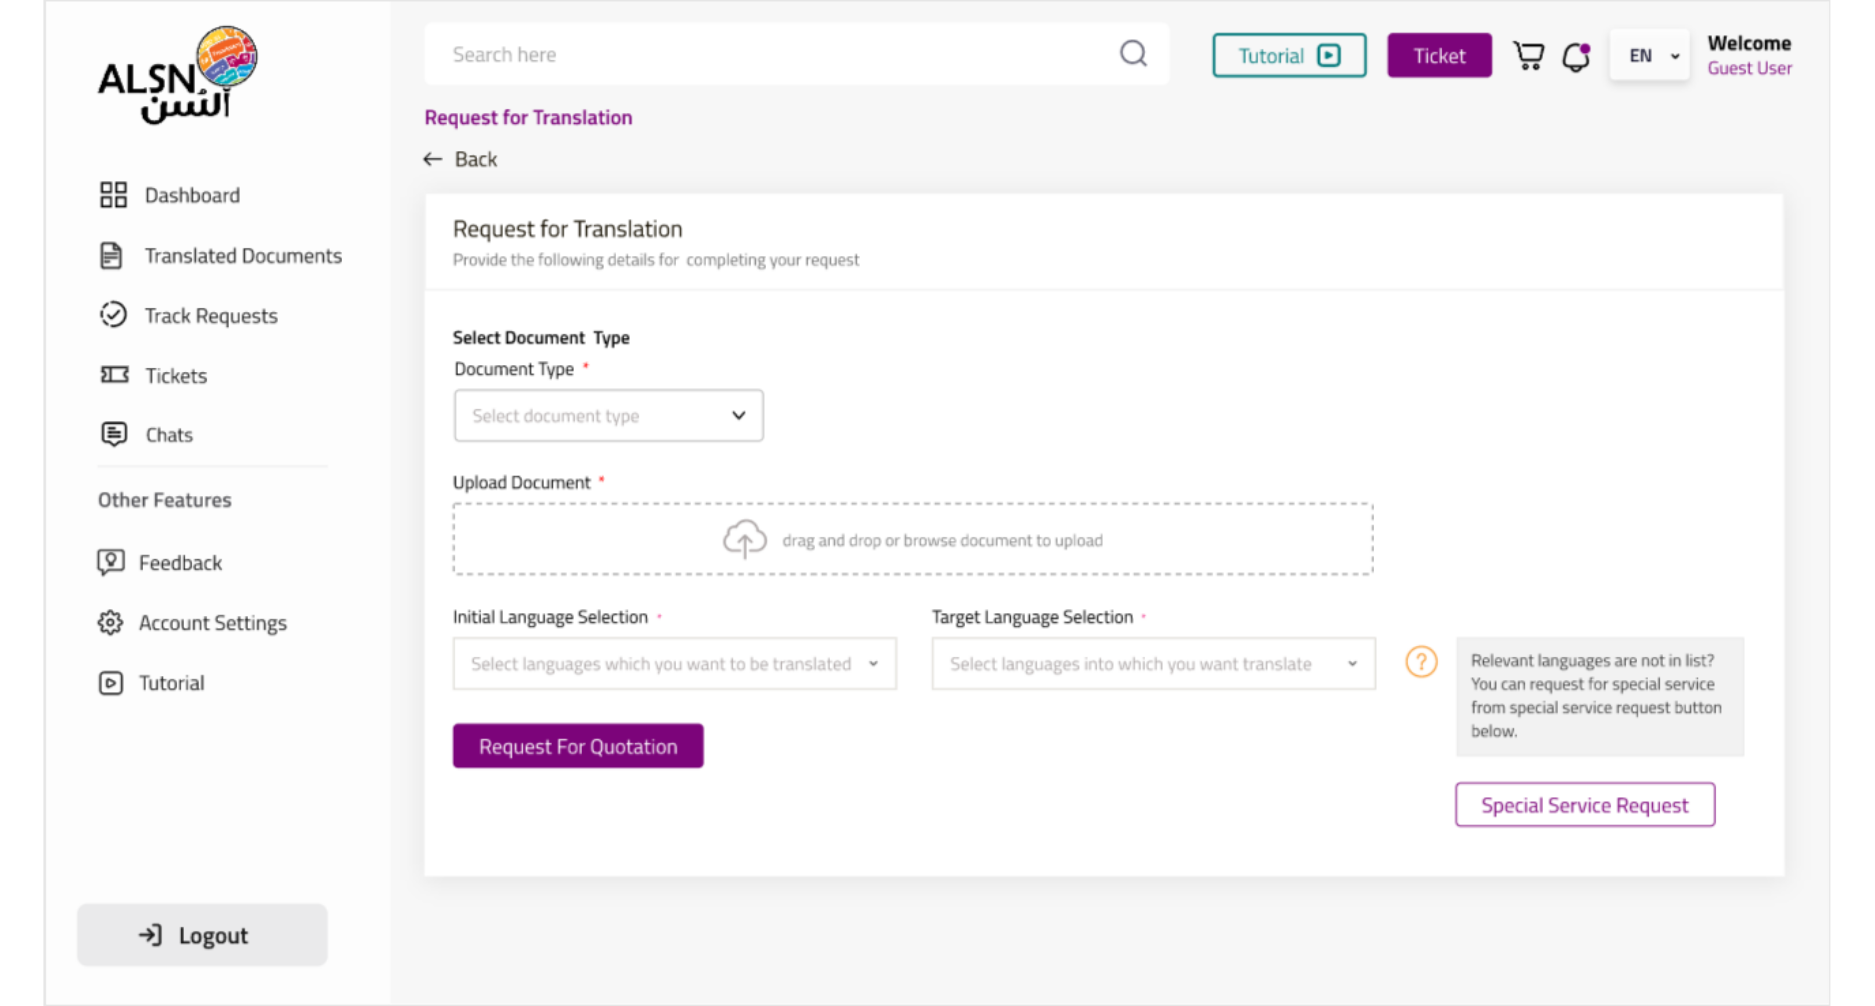 ALSN
ألسن
Dashboard
Translated Documents
Track Requests
Tickets
Chats
Other Features
Feedback
Account Settings
Tutorial
Logout
Search here
Tutorial
Ticket
EN
Welcome
Guest User
Request for Translation
Back
Request for Translation
Provide the following details for completing your request
Select Document Type
Document Type *
Select document type
Upload Document *
drag and drop or browse document to upload
Initial Language Selection *
Select languages which you want to be translated
Target Language Selection *
Select languages into which you want translate
?
Relevant languages are not in list?
You can request for special service
from special service request button
below.
Request For Quotation
Special Service Request